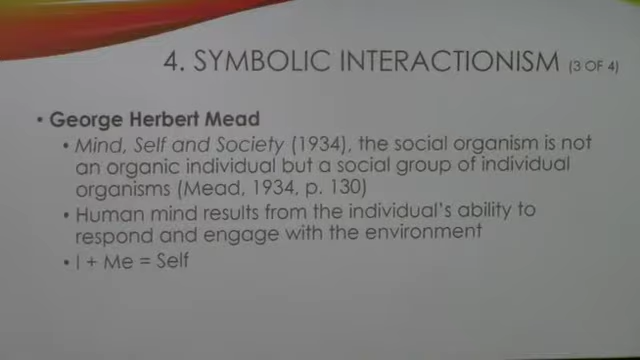 4. SYMBOLIC INTERACTIONISM (3 OF 4)
• George Herbert Mead
• Mind, Self and Society (1934), the social organism is not
an organic individual but a social group of individual
organisms (Mead, 1934, p. 130)
• Human mind results from the individual's ability to
respond and engage with the environment
• I + Me = Self